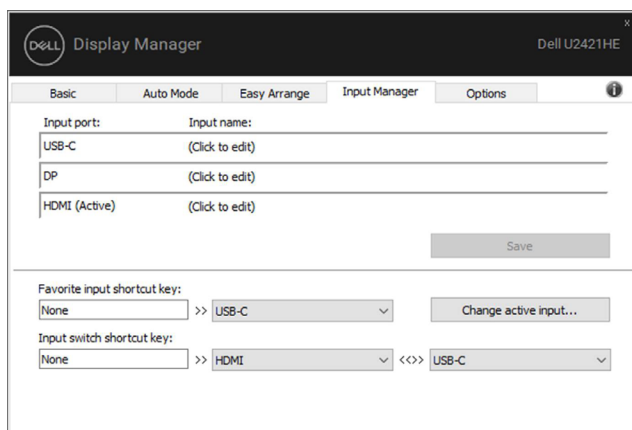 x
DELL Display Manager Dell U2421HE
Basic Auto Mode Easy Arrange Input Manager Options i
Input port: Input name:
USB-C (Click to edit)
DP (Click to edit)
HDMI (Active) (Click to edit)
Save
Favorite input shortcut key:
None >> USB-C Change active input...
Input switch shortcut key:
None >> HDMI <<>> USB-C